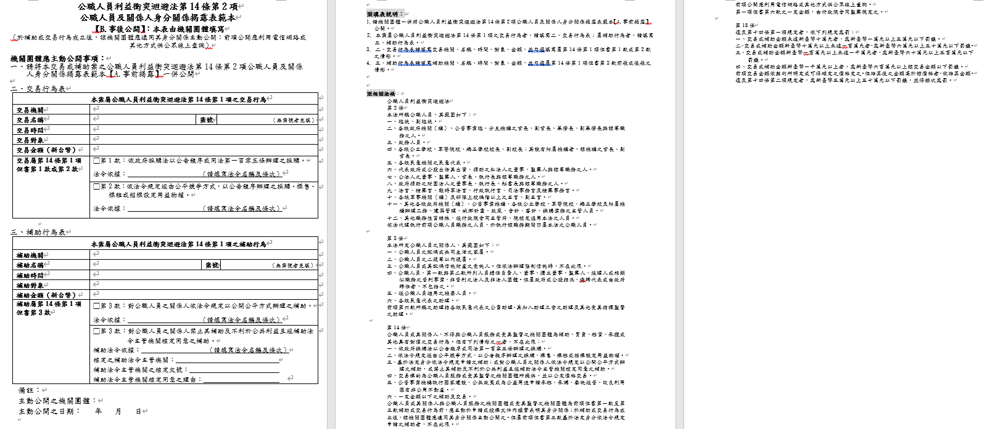 公職人員利益衝突迴避法第14條第2項
公職人員及關係人身分關係揭露表範本
【B.事後公開】：本表由機關團體填寫
（於補助或交易行為成立後，該機關團體應連同其身分關係主動公開；前項公開應利用電信網路或
其他方式供公眾線上查詢）
機關團體應主動公開事項：
一、請將本交易或補助案之公職人員利益衝突迴避法第14條第2項公職人員及關係
人身分關係揭露表範本【A.事前揭露】一併公開
二、交易行為表
本案屬公職人員利益衝突迴避法第14條第1項之交易行為
交易機關
交易名稱 案號 （無案號者免填）
交易時間
交易對象
交易金額（新台幣）
交易屬第14條第1項
但書第1款或第2款
□第1款：依政府採購法以公告程序或同法第一百零五條辦理之採購。
法令依據： （請填寫法令名稱及條次）
□第2款：依法令規定經由公平競爭方式，以公告程序辦理之採購、標售、
標租或招標設定用益物權。
法令依據： （請填寫法令名稱及條次）
三、補助行為表
本案屬公職人員利益衝突迴避法第14條第1項之補助行為
補助機關
補助名稱 案號 （無案號者免填）
補助時間
補助對象
補助金額（新台幣）
補助屬第14條第1項
但書第3款
□第3款：對公職人員之關係人依法令規定以公開公平方式辦理之補助。
法令依據： （請填寫法令名稱及條次）
□第3款：對公職人員之關係人禁止其補助反不利於公共利益且經補助法
令主管機關核定同意之補助。
補助法令依據： （請填寫法令名稱及條次）
核定之補助法令主管機關：
補助法令主管機關之核定文號：
補助法令主管機關核定同意之理由：
備註：
主動公開之機關團體：
主動公開之日期： 年 月 日
※填表說明：
1.請機關團體一併將公職人員利益衝突迴避法第14條第2項公職人員及關係人身分關係揭露表範本【A.事前揭露】
公開。
2. 本案屬公職人員利益衝突迴避法第14條第1項之交易行為者，請填寫二、交易行為表；屬補助行為者，請填寫
三、補助行為表。
3. 二、交易行為表請填寫交易機關、名稱、時間、對象、金額，並勾選填寫屬第14條第1項但書第1款或第2款
之情形。
4. 三、補助行為表請填寫補助機關、名稱、時間、對象、金額，並勾選屬第14條第1項但書第3款前段或後段之
情形。
※相關法條：
公職人員利益衝突迴避法
第2條
本法所稱公職人員，其範圍如下：
一、總統、副總統。
二、各級政府機關（構）、公營事業總、分支機構之首長、副首長、幕僚長、副幕僚長與該等職
務之人。
三、政務人員。
四、各級公立學校、軍警院校、矯正學校校長、副校長；其設有附屬機構者，該機構之首長、副
首長。
五、各級民意機關之民意代表。
六、代表政府或公股出任其出資、捐助之私法人之董事、監察人與該等職務之人。
七、公法人之董事、監察人、首長、執行長與該等職務之人。
八、政府捐助之財團法人之董事長、執行長、秘書長與該等職務之人。
九、法官、檢察官、戰時軍法官、行政執行官、司法事務官及檢察事務官。
十、各級軍事機關（構）及部隊上校編階以上之主官、副主官。
十一、其他各級政府機關（構）、公營事業機構、各級公立學校、軍警院校、矯正學校及附屬機
構辦理工務、建築管理、城鄉計畫、政風、會計、審計、採購業務之主管人員。
十二、其他職務性質特殊，經行政院會同主管府、院核定適用本法之人員。
依法代理執行前項公職人員職務之人員，於執行該職務期間亦屬本法之公職人員。
第3條
本法所定公職人員之關係人，其範圍如下：
一、公職人員之配偶或共同生活之家屬。
二、公職人員之二親等以內親屬。
三、公職人員或其配偶信託財產之受託人。但依法辦理強制信託時，不在此限。
四、公職人員、第一款與第二款所列人員擔任負責人、董事、獨立董事、監察人、經理人或相類
似職務之營利事業、非營利之法人及非法人團體。但屬政府或公股指派、遴聘代表或由政府
聘任者，不包括之。
五、經公職人員進用之機要人員。
六、各級民意代表之助理。
前項第六款所稱之助理指各級民意代表之公費助理、其加入助理工會之助理及其他受其指揮監督
之助理。
第14條
公職人員或其關係人，不得與公職人員服務或受其監督之機關團體為補助、買賣、租賃、承攬或
其他具有對價之交易行為。但有下列情形之一者，不在此限：
一、依政府採購法以公告程序或同法第一百零五條辦理之採購。
二、依法令規定經由公平競爭方式，以公告程序辦理之採購、標售、標租或招標設定用益物權。
三、基於法定身分依法令規定申請之補助；或對公職人員之關係人依法令規定以公開公平方式辦
理之補助，或禁止其補助反不利於公共利益且經補助法令主管機關核定同意之補助。
四、交易標的為公職人員服務或受其監督之機關團體所提供，並以公定價格交易。
五、公營事業機構執行國家建設、公共政策或為公益用途申請承租、承購、委託經營、改良利用
國有非公用不動產。
六、一定金額以下之補助及交易。
公職人員或其關係人與公職人員服務之機關團體或受其監督之機關團體為前項但書第一款至第
三款補助或交易行為前，應主動於申請或投標文件內據實表明其身分關係；於補助或交易行為成
立後，該機關團體應連同其身分關係主動公開之。但屬前項但書第三款基於法定身分依法令規定
申請之補助者，不在此限。
前項公開應利用電信網路或其他方式供公眾線上查詢。
第一項但書第六款之一定金額，由行政院會同監察院定之。
第18條
違反第十四條第一項規定者，依下列規定處罰：
一、交易或補助金額未達新臺幣十萬元者，處新臺幣一萬元以上五萬元以下罰鍰。
二、交易或補助金額新臺幣十萬元以上未達一百萬元者，處新臺幣六萬元以上五十萬元以下罰鍰。
三、交易或補助金額新臺幣一百萬元以上未達一千萬元者，處新臺幣六十萬元以上五百萬元以下
罰鍰。
四、交易或補助金額新臺幣一千萬元以上者，處新臺幣六百萬元以上該交易金額以下罰鍰。
前項交易金額依契約所明定或可得確定之價格定之。但結算後之金額高於該價格者，依結算金額。
違反第十四條第二項規定者，處新臺幣五萬元以上五十萬元以下罰鍰，並得按次處罰。